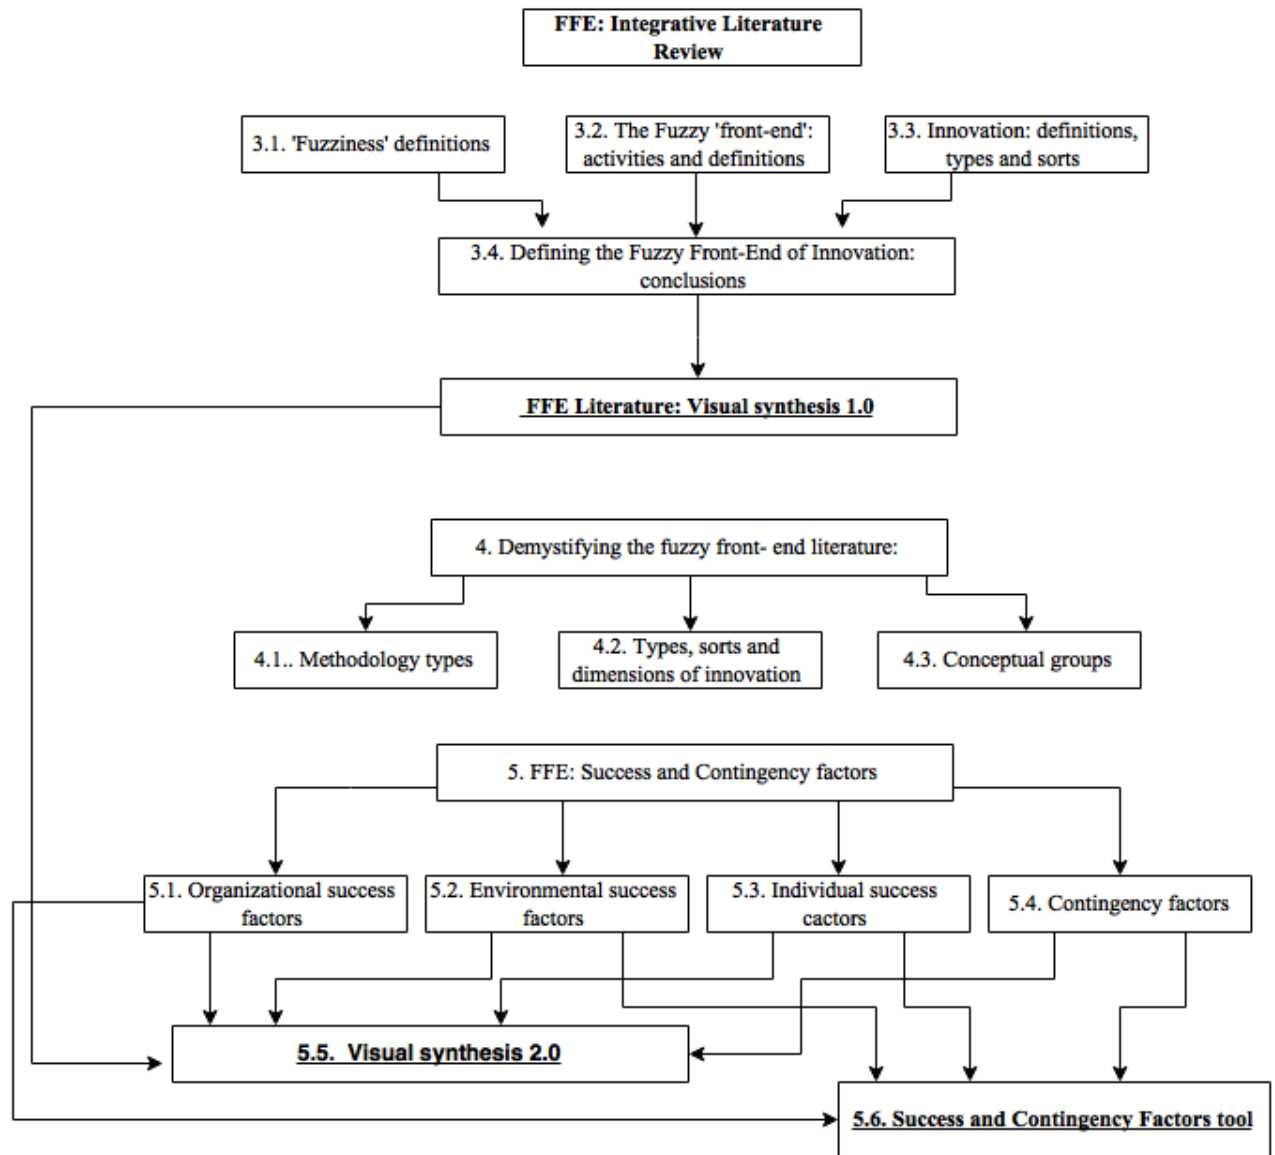 FFE: Integrative Literature
Review
3.1. 'Fuzziness' definitions
3.2. The Fuzzy 'front-end':
activities and definitions
3.3. Innovation: definitions,
types and sorts
3.4. Defining the Fuzzy Front-End of Innovation:
conclusions
FFE Literature: Visual synthesis 1.0
4. Demystifying the fuzzy front- end literature:
4.1.. Methodology types
4.2. Types, sorts and
dimensions of innovation
4.3. Conceptual groups
5. FFE: Success and Contingency factors
5.1. Organizational success
factors
5.2. Environmental success
factors
5.3. Individual success
cactors
5.4. Contingency factors
5.5. Visual synthesis 2.0
5.6. Success and Contingency Factors tool